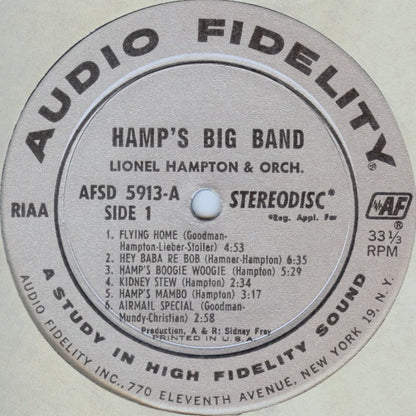 AUDIO FIDELITY®
HAMP'S BIG BAND
LIONEL HAMPTON & ORCH.
AFSD 5913-A
SIDE 1
STEREODISC*
*Reg. Appl. For
RIAA
AF®
33⅓
RPM
1. FLYING HOME (Goodman-
Hampton-Lieber-Stoller) 4:53
2. HEY BABA RE BOB (Hamner-Hampton) 6:35
3. HAMP'S BOOGIE WOOGIE (Hampton) 5:29
4. KIDNEY STEW (Hampton) 2:34
5. HAMP'S MAMBO (Hampton) 3:17
6. AIRMAIL SPECIAL (Goodman-
Mundy-Christian) 2:58
Production, A & R: Sidney Frey
PRINTED IN U.S.A.
A STUDY IN HIGH FIDELITY SOUND
AUDIO FIDELITY INC., 770 ELEVENTH AVENUE, NEW YORK 19, N.Y.